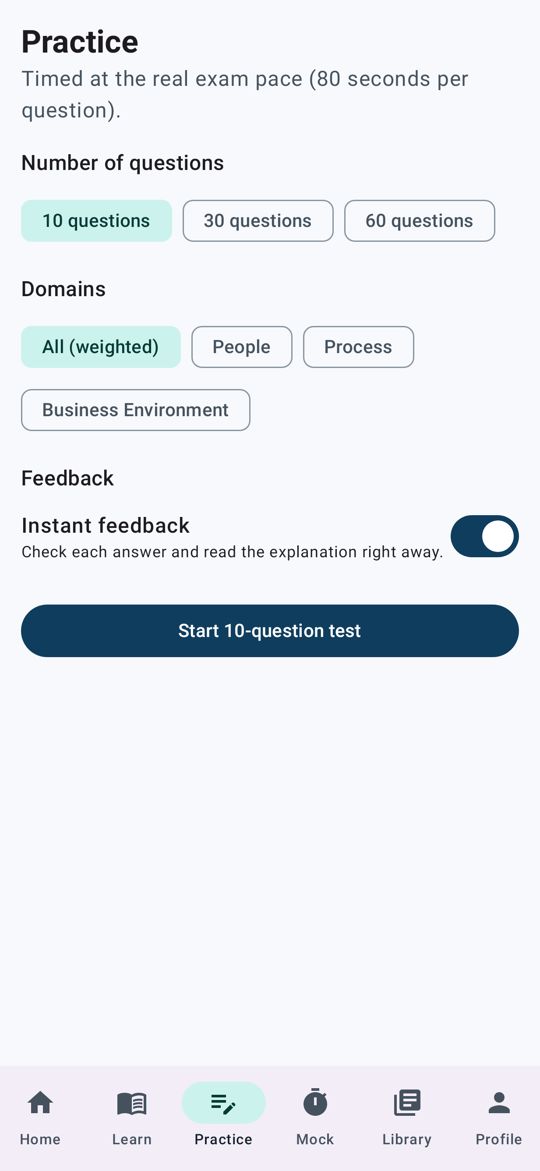 Practice
Timed at the real exam pace (80 seconds per
question).
Number of questions
10 questions
30 questions
60 questions
Domains
All (weighted)
People
Process
Business Environment
Feedback
Instant feedback
Check each answer and read the explanation right away.
Start 10-question test
Home
Learn
Practice
Mock
Library
Profile